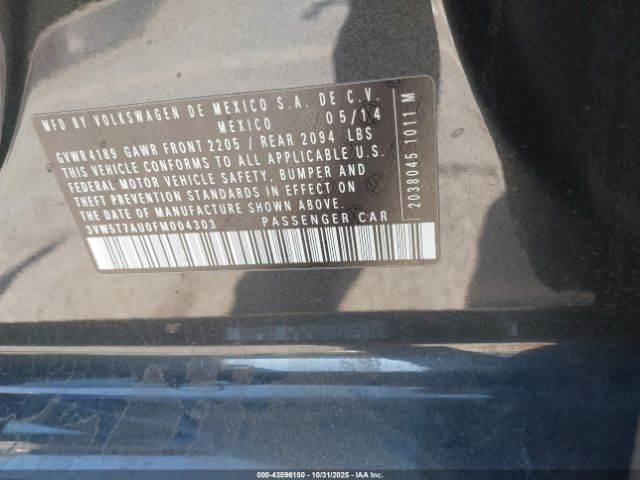 MFD BY VOLKSWAGEN DE MEXICO S.A. DE C.V.
MEXICO 05/14
GVWR4189 GAWR FRONT 2205 / REAR 2094 LBS
THIS VEHICLE CONFORMS TO ALL APPLICABLE U.S.
FEDERAL MOTOR VEHICLE SAFETY, BUMPER AND
THEFT PREVENTION STANDARDS IN EFFECT ON
THE DATE OF MANUFACTURE SHOWN ABOVE.
3VW5T7AU0FM004303 PASSENGER CAR
2038045 1011 M
000-43596150 - 10/31/2025 - IAA Inc.